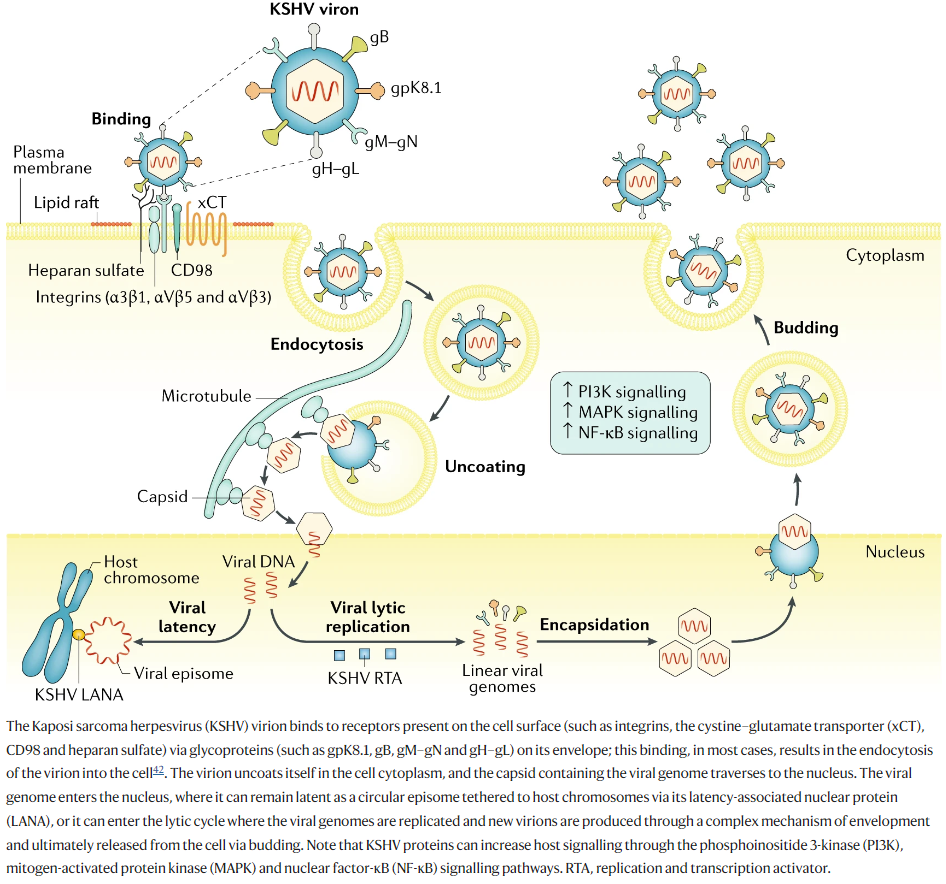 KSHV viron
gB
gpK8.1
gM–gN
gH–gL
Binding
Plasma
membrane
Lipid raft
xCT
Heparan sulfate
CD98
Integrins (α3β1, αVβ5 and αVβ3)
Cytoplasm
Endocytosis
Budding
Microtubule
↑ PI3K signalling
↑ MAPK signalling
↑ NF-κB signalling
Uncoating
Capsid
Nucleus
Host
chromosome
Viral DNA
Viral
latency
Viral lytic
replication
Encapsidation
Viral episome
KSHV RTA
Linear viral
genomes
KSHV LANA
The Kaposi sarcoma herpesvirus (KSHV) virion binds to receptors present on the cell surface (such as integrins, the cystine–glutamate transporter (xCT),
CD98 and heparan sulfate) via glycoproteins (such as gpK8.1, gB, gM–gN and gH–gL) on its envelope; this binding, in most cases, results in the endocytosis
of the virion into the cell42. The virion uncoats itself in the cell cytoplasm, and the capsid containing the viral genome traverses to the nucleus. The viral
genome enters the nucleus, where it can remain latent as a circular episome tethered to host chromosomes via its latency-associated nuclear protein
(LANA), or it can enter the lytic cycle where the viral genomes are replicated and new virions are produced through a complex mechanism of envelopment
and ultimately released from the cell via budding. Note that KSHV proteins can increase host signalling through the phosphoinositide 3-kinase (PI3K),
mitogen-activated protein kinase (MAPK) and nuclear factor-κB (NF-κB) signalling pathways. RTA, replication and transcription activator.